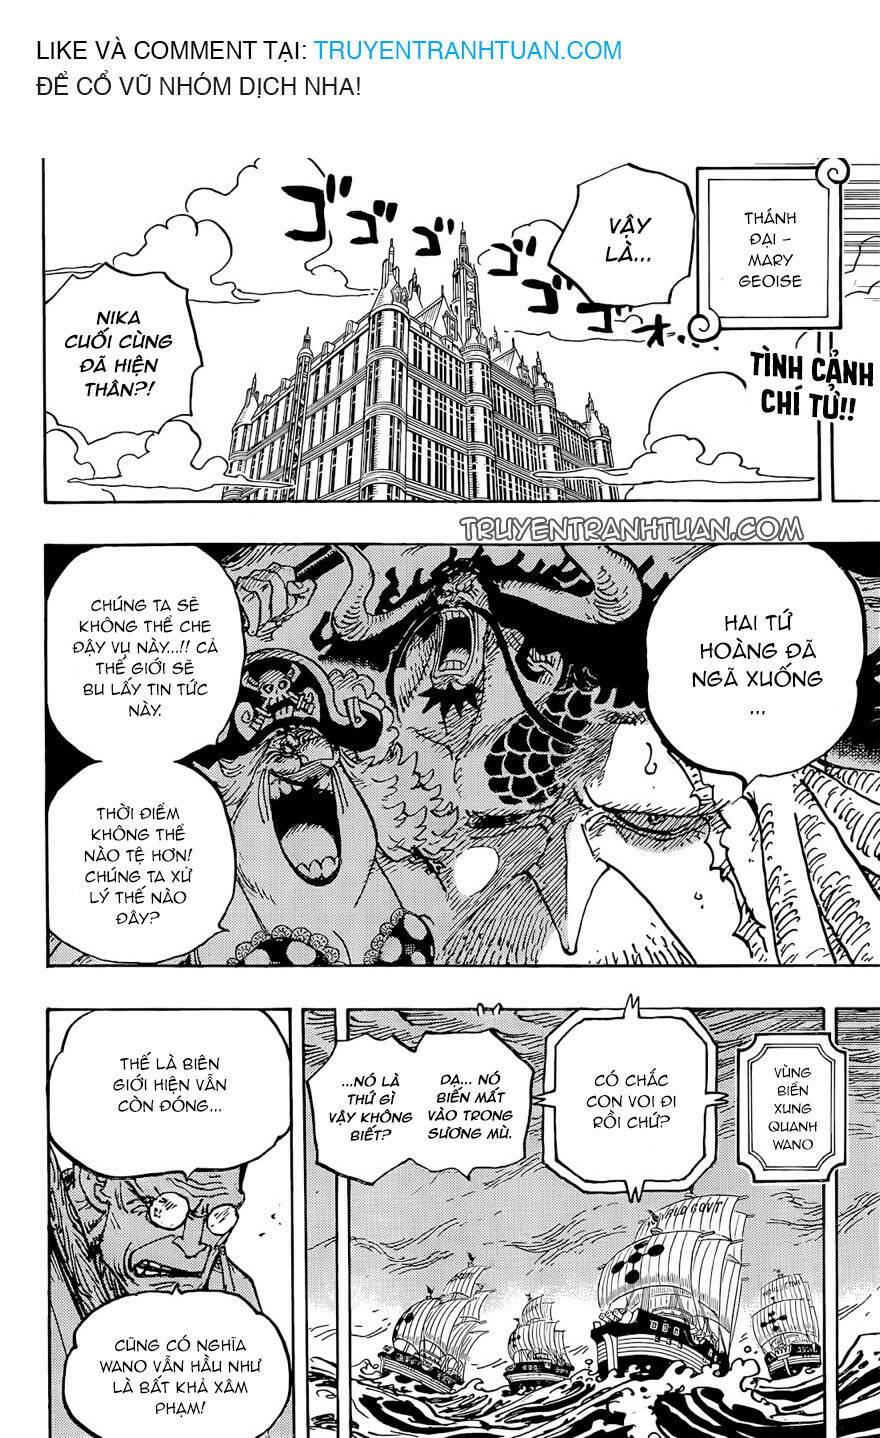 LIKE VÀ COMMENT TẠI: TRUYENTRANHTUAN.COM
ĐỂ CỔ VŨ NHÓM DỊCH NHA!
THÁNH
ĐẠI –
MARY
GEOISE
TÌNH CẢNH
CHÍ TỬ!!
VẬY
LÀ...
ゴゴゴゴゴゴオ..
NIKA
CUỐI CÙNG
ĐÃ HIỆN
THÂN?!
TRUYENTRANHTUAN.COM
HAI TỨ
HOÀNG ĐÃ
NGÃ XUỐNG
...
CHÚNG TA SẼ
KHÔNG THỂ CHE
ĐẬY VỤ NÀY...!! CẢ
THẾ GIỚI SẼ
BU LẤY TIN TỨC
NÀY.
THỜI ĐIỂM
KHÔNG THỂ
NÀO TỆ HƠN!
CHÚNG TA XỬ
LÝ THẾ NÀO
ĐÂY?
VÙNG
BIỂN
XUNG
QUANH
WANO
CÓ CHẮC
CON VOI ĐI
RỒI CHỨ?
DẠ... NÓ
BIẾN MẤT
VÀO TRONG
SƯƠNG MÙ.
...NÓ LÀ
THỨ GÌ
VẬY KHÔNG
BIẾT?
THẾ LÀ BIÊN
GIỚI HIỆN VẪN
CÒN ĐÓNG...
CŨNG CÓ NGHĨA
WANO VẪN HẦU NHƯ
LÀ BẤT KHẢ XÂM
PHẠM!
TRUYENTRANHTUAN.COM